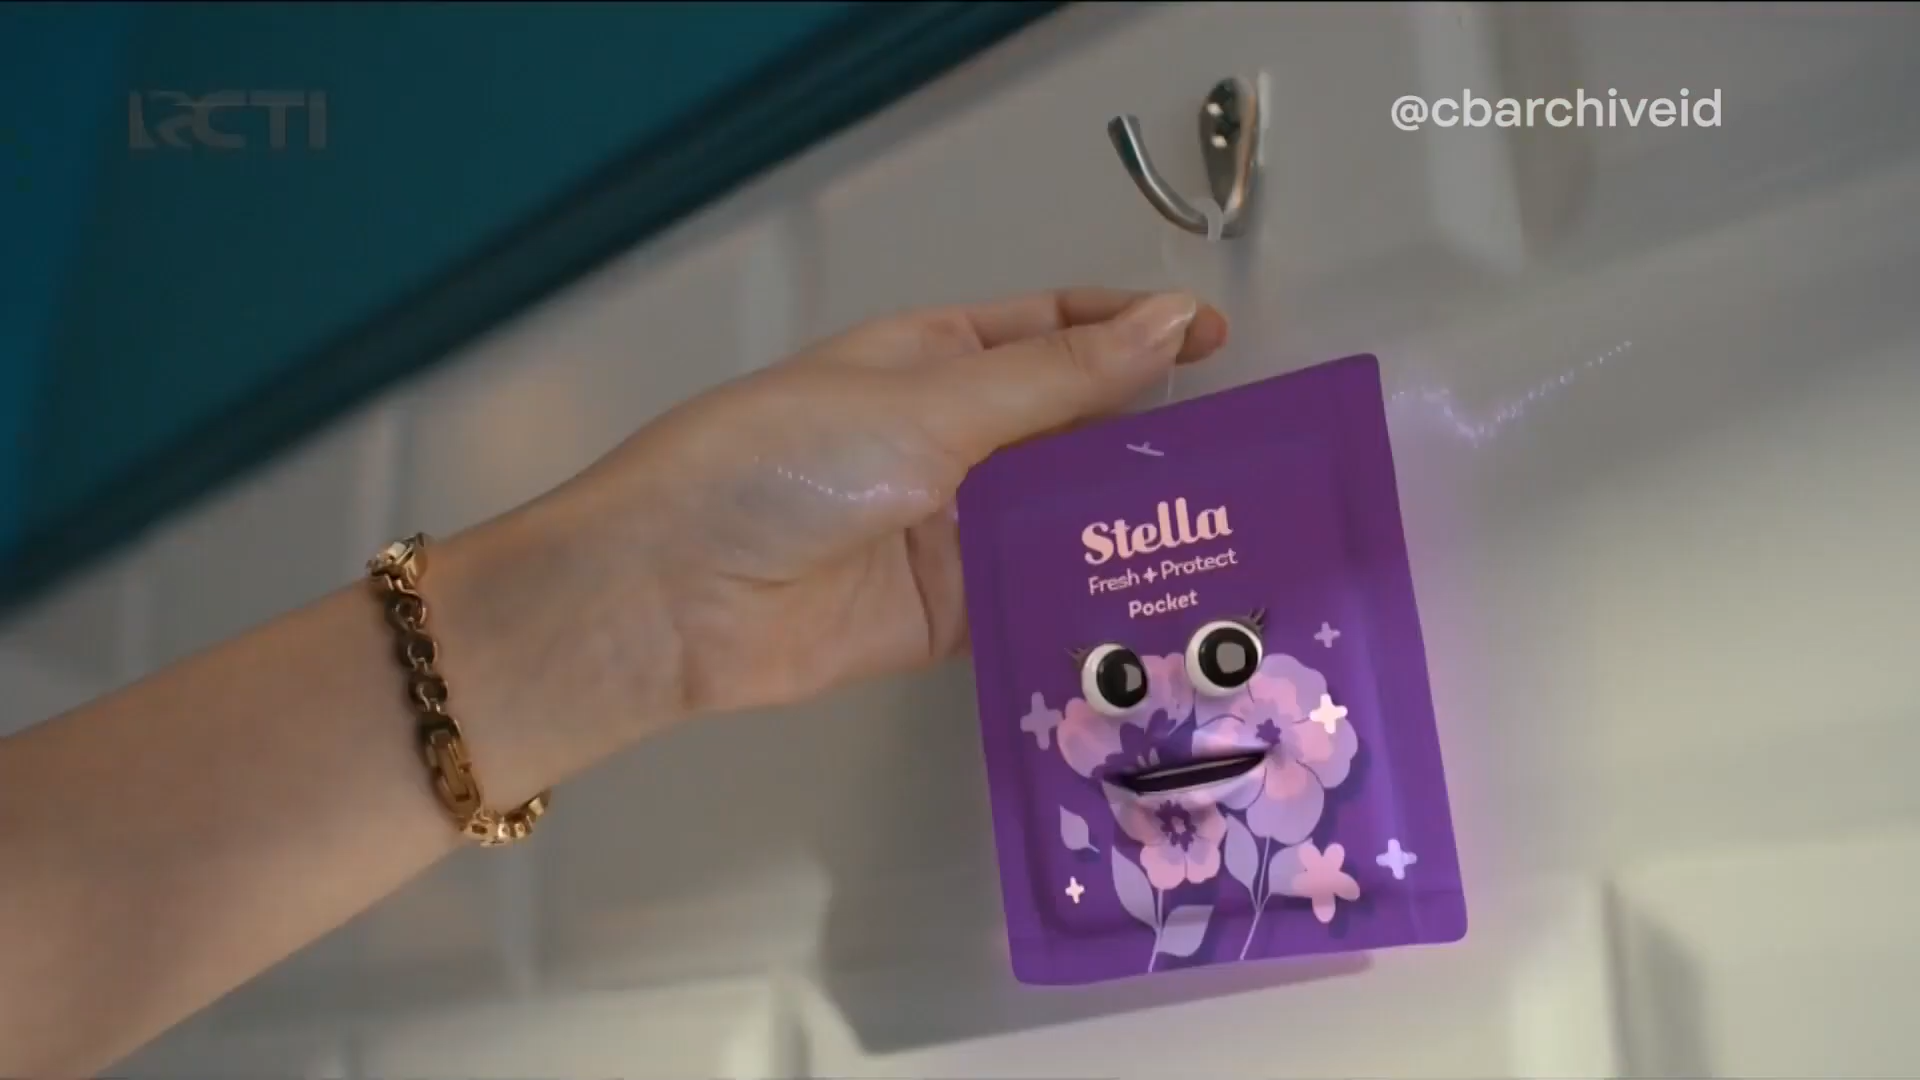 RCTI
@cbarchiveid
Stella
Fresh + Protect
Pocket